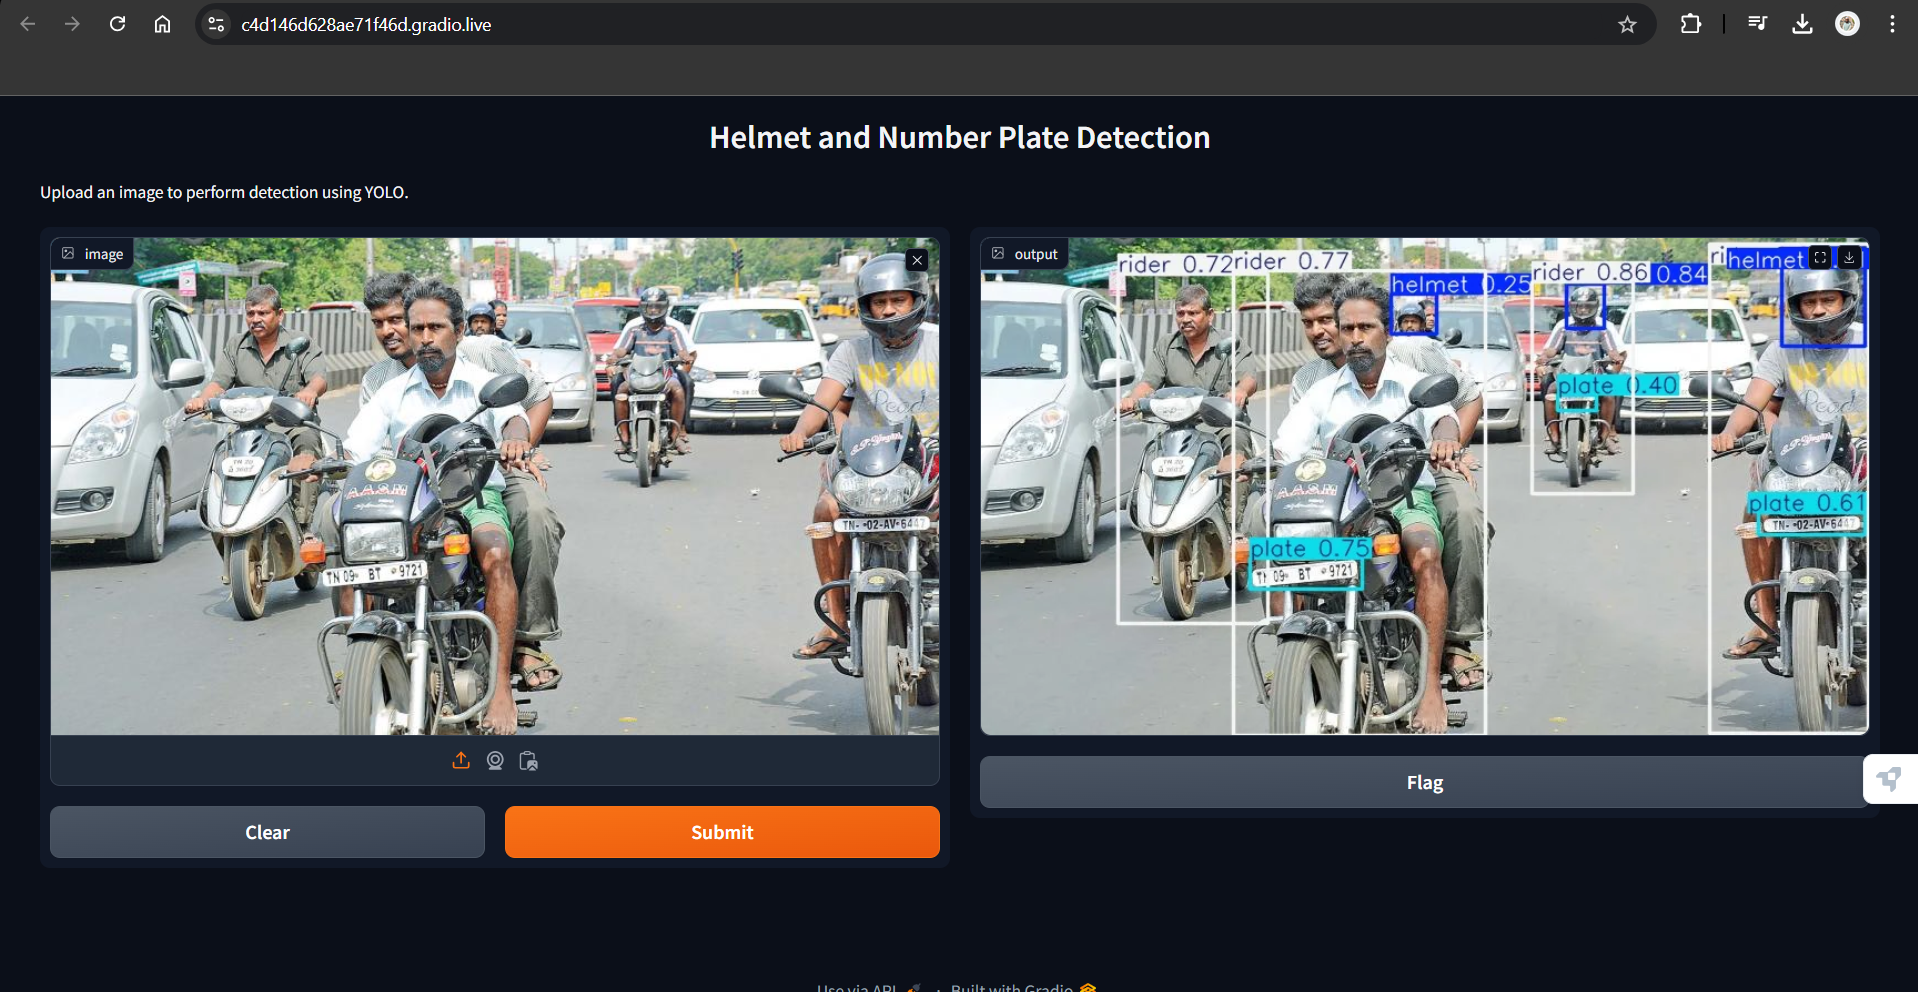 c4d146d628ae71f46d.gradio.live
Helmet and Number Plate Detection
Upload an image to perform detection using YOLO.
image
TN 09 BT 9721
TN-02-AV-6447
AASM
output
rider 0.72
rider 0.77
helmet 0.25
rider 0.86
0.84
ri
helmet
plate 0.40
plate 0.61
TN-02-AV-6447
plate 0.75
09 BT 9721
AASM
Clear
Submit
Flag
Use via API
·
Built with Gradio